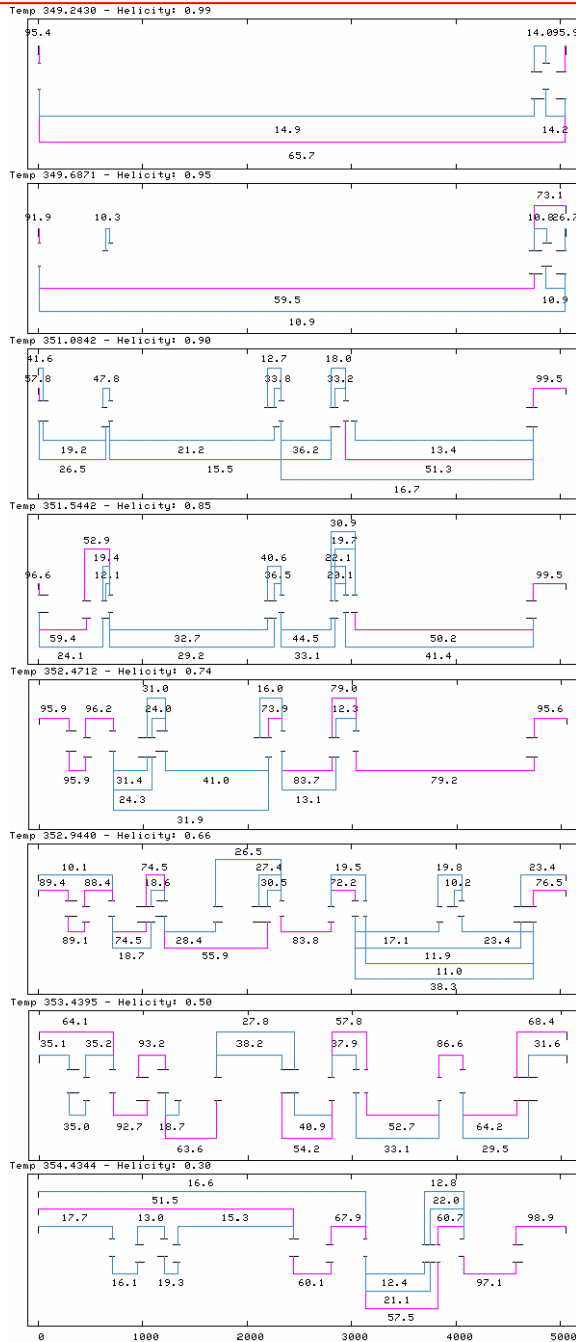 Temp 349.2430 - Helicity: 0.99
95.4 14.0 95.9
14.9 14.2
65.7
Temp 349.6871 - Helicity: 0.95
73.1
91.9 10.3 10.8 26.7
59.5 10.9
10.9
Temp 351.0842 - Helicity: 0.90
41.6 12.7 18.0
57.8 47.8 33.8 33.2 99.5
19.2 21.2 36.2 13.4
26.5 15.5 51.3
16.7
Temp 351.5442 - Helicity: 0.85
30.9
52.9 19.7
19.4 40.6 22.1
96.6 12.1 36.5 20.1 99.5
59.4 32.7 44.5 50.2
24.1 29.2 33.1 41.4
Temp 352.4712 - Helicity: 0.74
31.0 16.0 79.0
95.9 96.2 24.0 73.9 12.3 95.6
95.9 31.4 41.0 83.7 79.2
24.3 13.1
31.9
Temp 352.9440 - Helicity: 0.66
26.5
10.1 74.5 27.4 19.5 19.8 23.4
89.4 88.4 18.6 30.5 72.2 10.2 76.5
89.1 74.5 28.4 83.8 17.1 23.4
18.7 55.9 11.9
11.0
38.3
Temp 353.4395 - Helicity: 0.50
64.1 27.8 57.8 68.4
35.1 35.2 93.2 38.2 37.9 86.6 31.6
35.0 92.7 18.7 40.9 52.7 64.2
63.6 54.2 33.1 29.5
Temp 354.4344 - Helicity: 0.30
16.6 12.8
51.5 22.0
17.7 13.0 15.3 67.9 60.7 98.9
16.1 19.3 60.1 12.4 97.1
21.1
57.5
0 1000 2000 3000 4000 5000